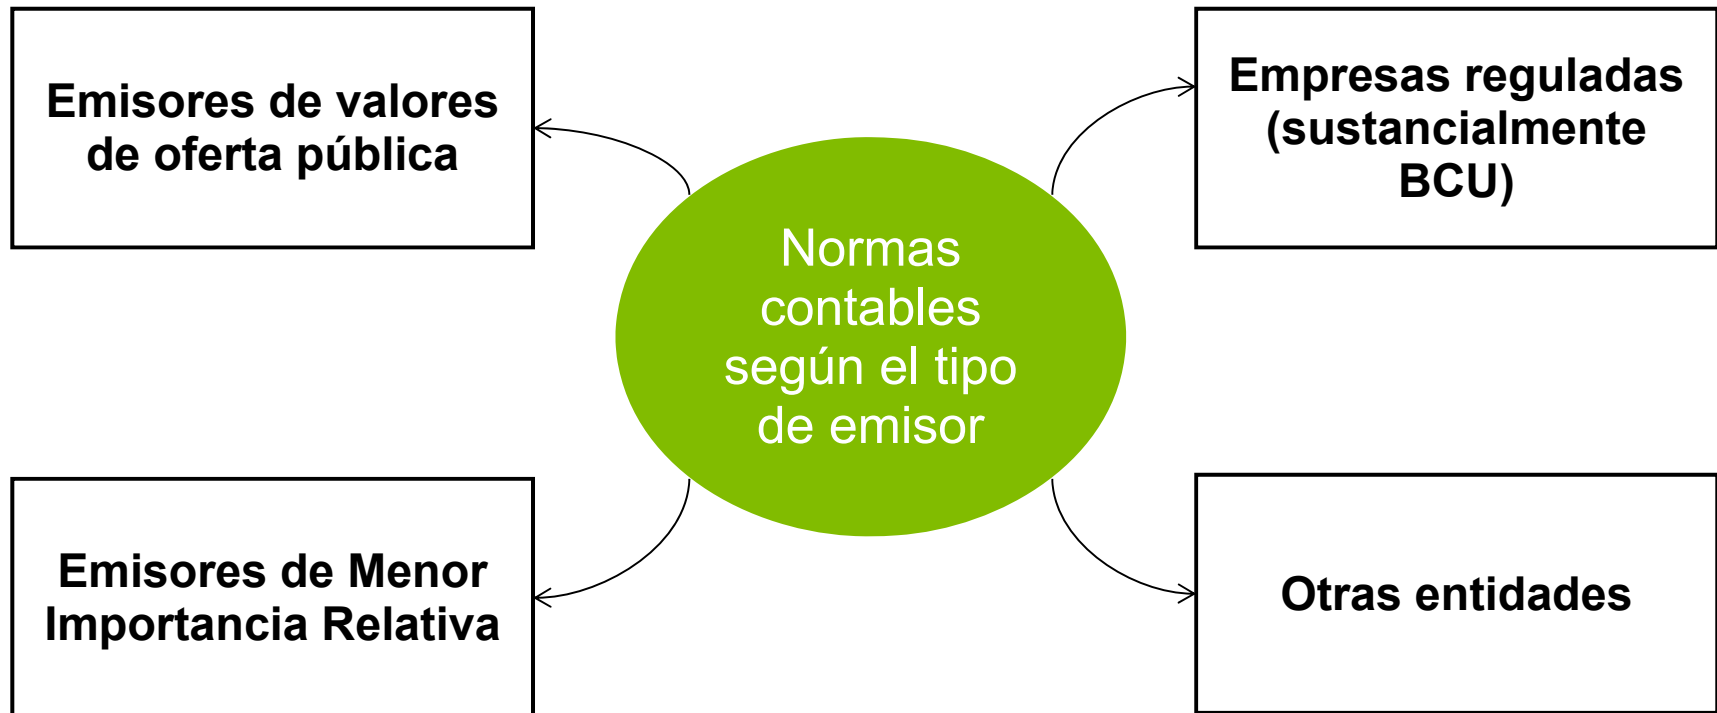 Emisores de valores
de oferta pública
Empresas reguladas
(sustancialmente
BCU)
Normas
contables
según el tipo
de emisor
Emisores de Menor
Importancia Relativa
Otras entidades